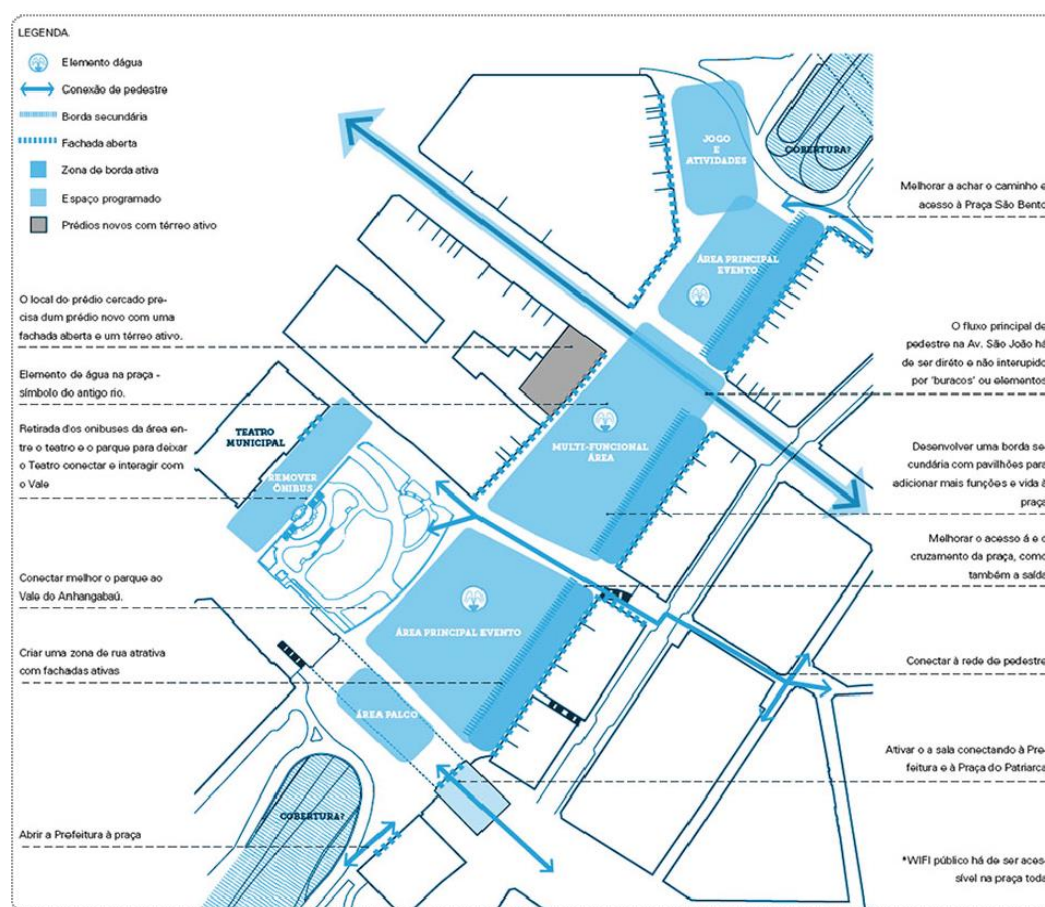 LEGENDA
Elemento dágua
Conexão de pedestre
Borda secundária
Fachada aberta
Zona de borda ativa
Espaço programado
Prédios novos com térreo ativo
O local do prédio cercado pre-
cisa dum prédio novo com uma
fachada aberta e um térreo ativo.
Elemento de água na praça -
símbolo do antigo rio.
Retirada dos onibuses da área en-
tre o teatro e o parque para deixar
o Teatro conectar e interagir com
o Vale
Conectar melhor o parque ao
Vale do Anhangabaú.
Criar uma zona de rua atrativa
com fachadas ativas
Abrir a Prefeitura à praça
JOGO
E
ATIVIDADES
COBERTURA?
ÁREA PRINCIPAL
EVENTO
TEATRO
MUNICIPAL
REMOVER
ÔNIBUS
MULTI-FUNCIONAL
ÁREA
ÁREA PRINCIPAL EVENTO
ÁREA PALCO
COBERTURA?
Melhorar a achar o caminho e
acesso à Praça São Bento
O fluxo principal de
pedestre na Av. São João há
de ser diréto e não interupido
por 'buracos' ou elementos
Desenvolver uma borda se-
cundária com pavilhões para
adicionar mais funções e vida à
praça
Melhorar o acesso á e o
cruzamento da praça, como
também a saída
Conectar à rede de pedestre
Ativar o a sala conectando à Pre-
feitura e à Praça do Patriarca
*WIFI público há de ser aces-
sível na praça toda